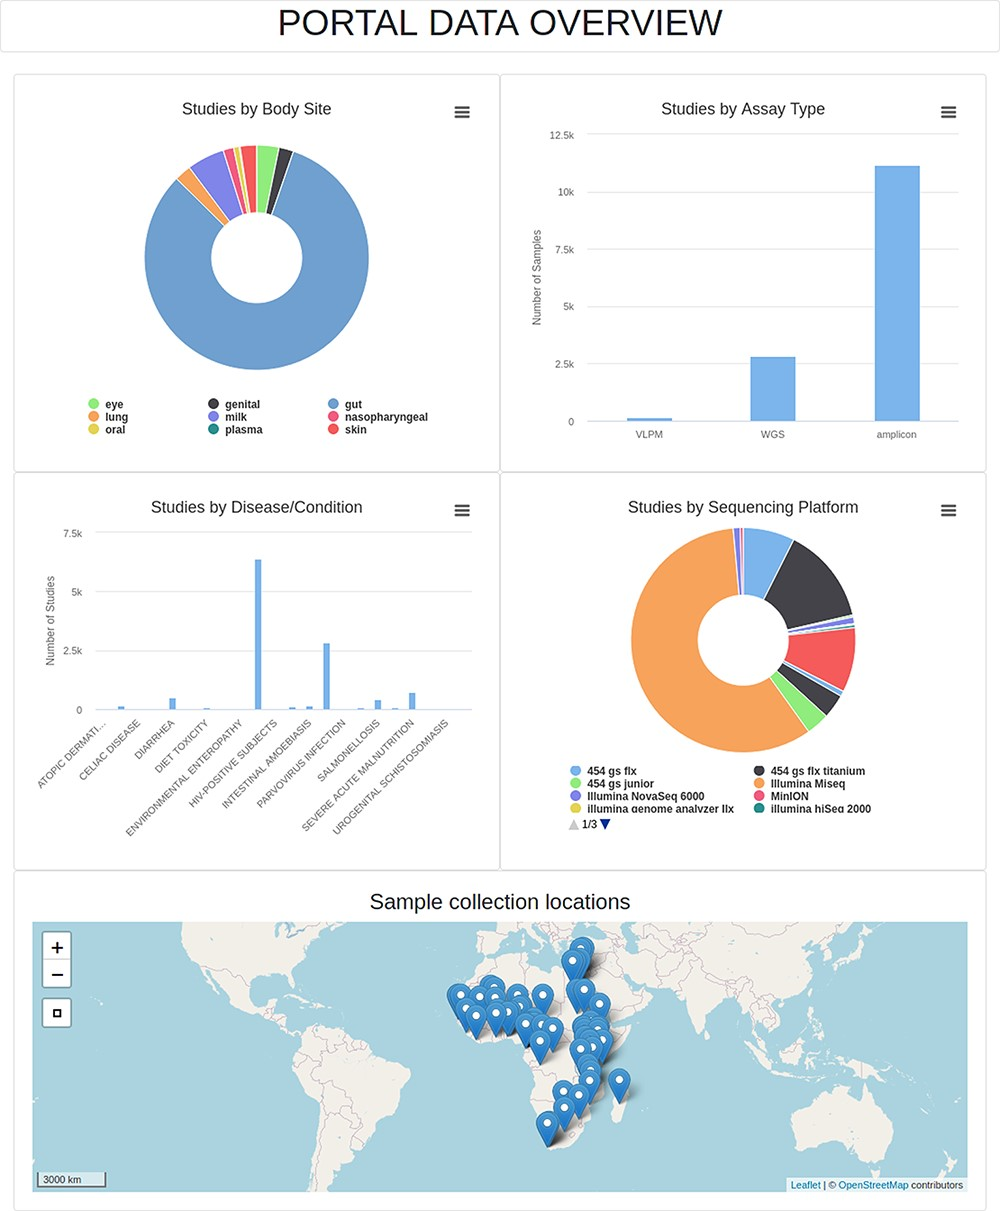 PORTAL DATA OVERVIEW
Studies by Body Site
eye genital gut
lung milk nasopharyngeal
oral plasma skin
Studies by Assay Type
Number of Samples
12.5k
10k
7.5k
5k
2.5k
0
VLPM WGS amplicon
Studies by Disease/Condition
Number of Studies
7.5k
5k
2.5k
0
ATOPIC DERMATI...
CELIAC DISEASE
DIARRHEA
DIET TOXICITY
ENVIRONMENTAL ENTEROPATHY
HIV-POSITIVE SUBJECTS
INTESTINAL AMOEBIASIS
PARVOVIRUS INFECTION
SALMONELLOSIS
SEVERE ACUTE MALNUTRITION
UROGENITAL SCHISTOSOMIASIS
Studies by Sequencing Platform
454 gs flx 454 gs flx titanium
454 gs junior Illumina Miseq
Illumina NovaSeq 6000 MinION
illumina genome analyzer IIx illumina hiSeq 2000
1/3
Sample collection locations
+
−
3000 km
Leaflet | © OpenStreetMap contributors